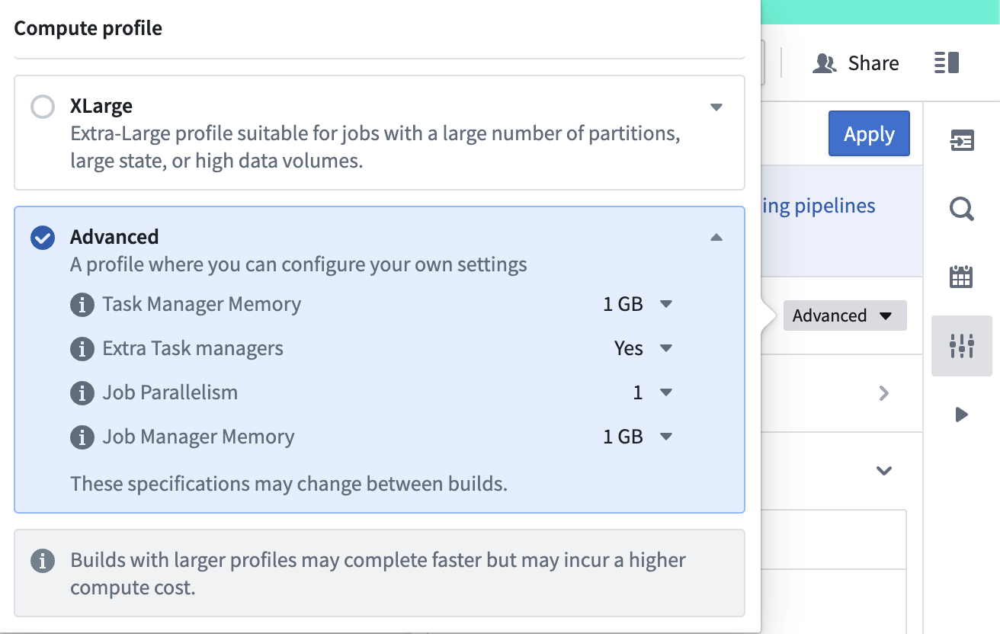 Compute profile
XLarge
Extra-Large profile suitable for jobs with a large number of partitions,
large state, or high data volumes.
Advanced
A profile where you can configure your own settings
Task Manager Memory 1 GB
Extra Task managers Yes
Job Parallelism 1
Job Manager Memory 1 GB
These specifications may change between builds.
Builds with larger profiles may complete faster but may incur a higher
compute cost.
Share
Apply
ing pipelines
Advanced